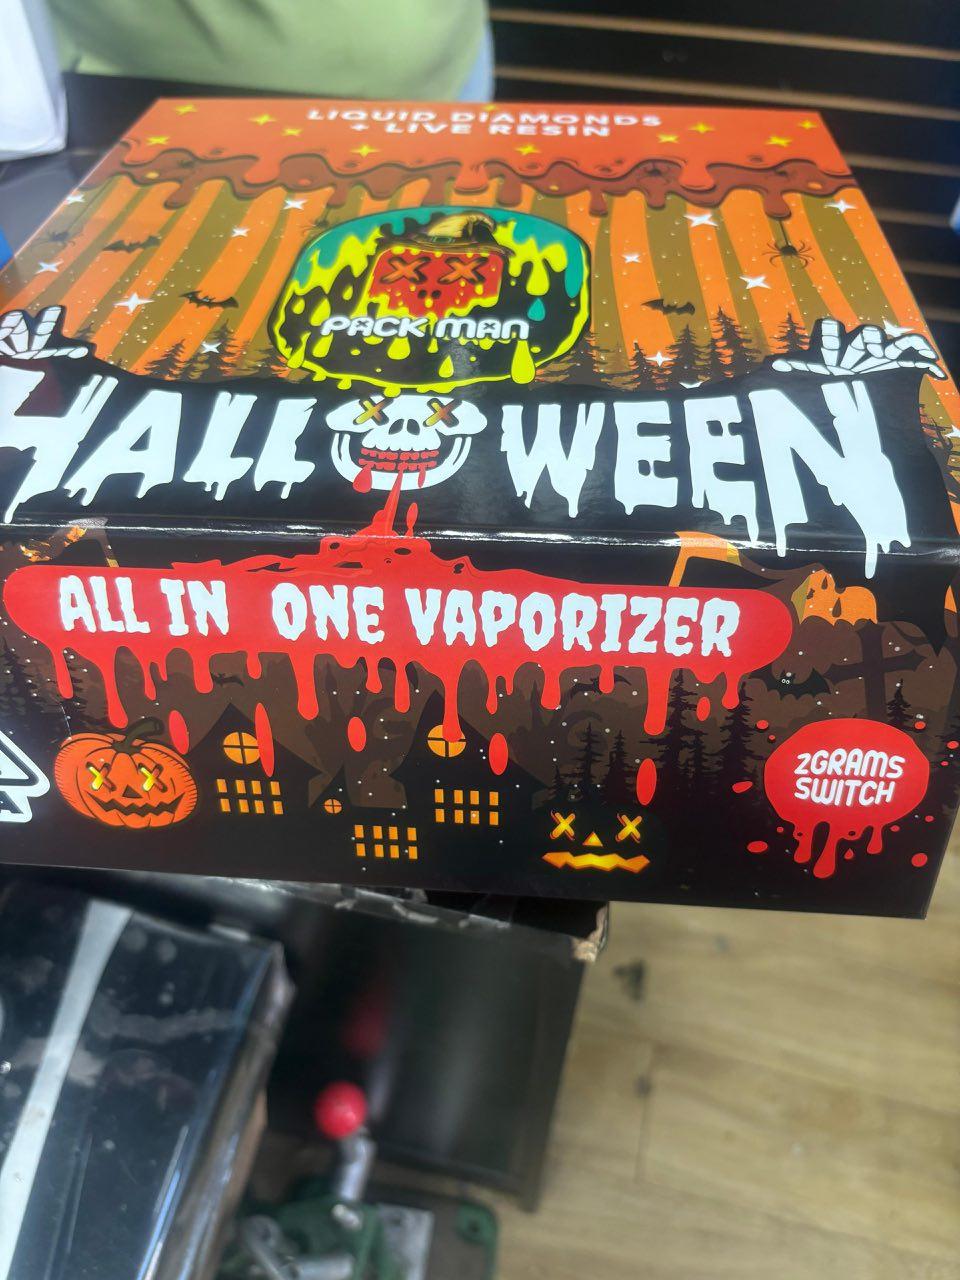 LIQUID DIAMONDS
+ LIVE RESIN
PACK MAN
HALLOWEEN
ALL IN ONE VAPORIZER
2GRAMS
SWITCH